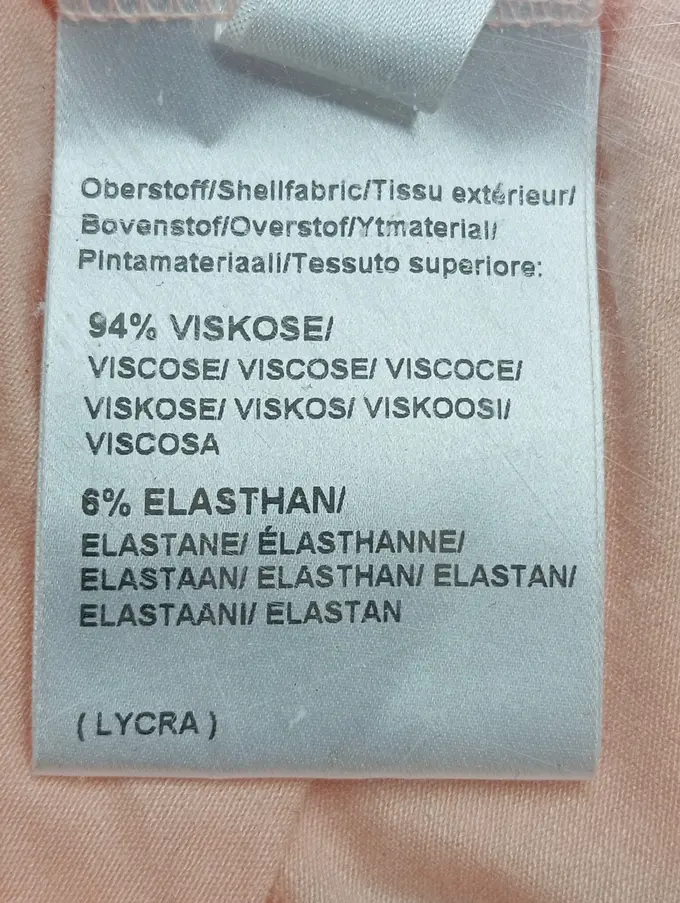 Oberstoff/Shellfabric/Tissu extérieur/
Bovenstof/Overstof/Ytmaterial/
Pintamateriaali/Tessuto superiore:
94% VISKOSE/
VISCOSE/ VISCOSE/ VISCOCE/
VISKOSE/ VISKOS/ VISKOOSI/
VISCOSA
6% ELASTHAN/
ELASTANE/ ÉLASTHANNE/
ELASTAAN/ ELASTHAN/ ELASTAN/
ELASTAANI/ ELASTAN
( LYCRA )